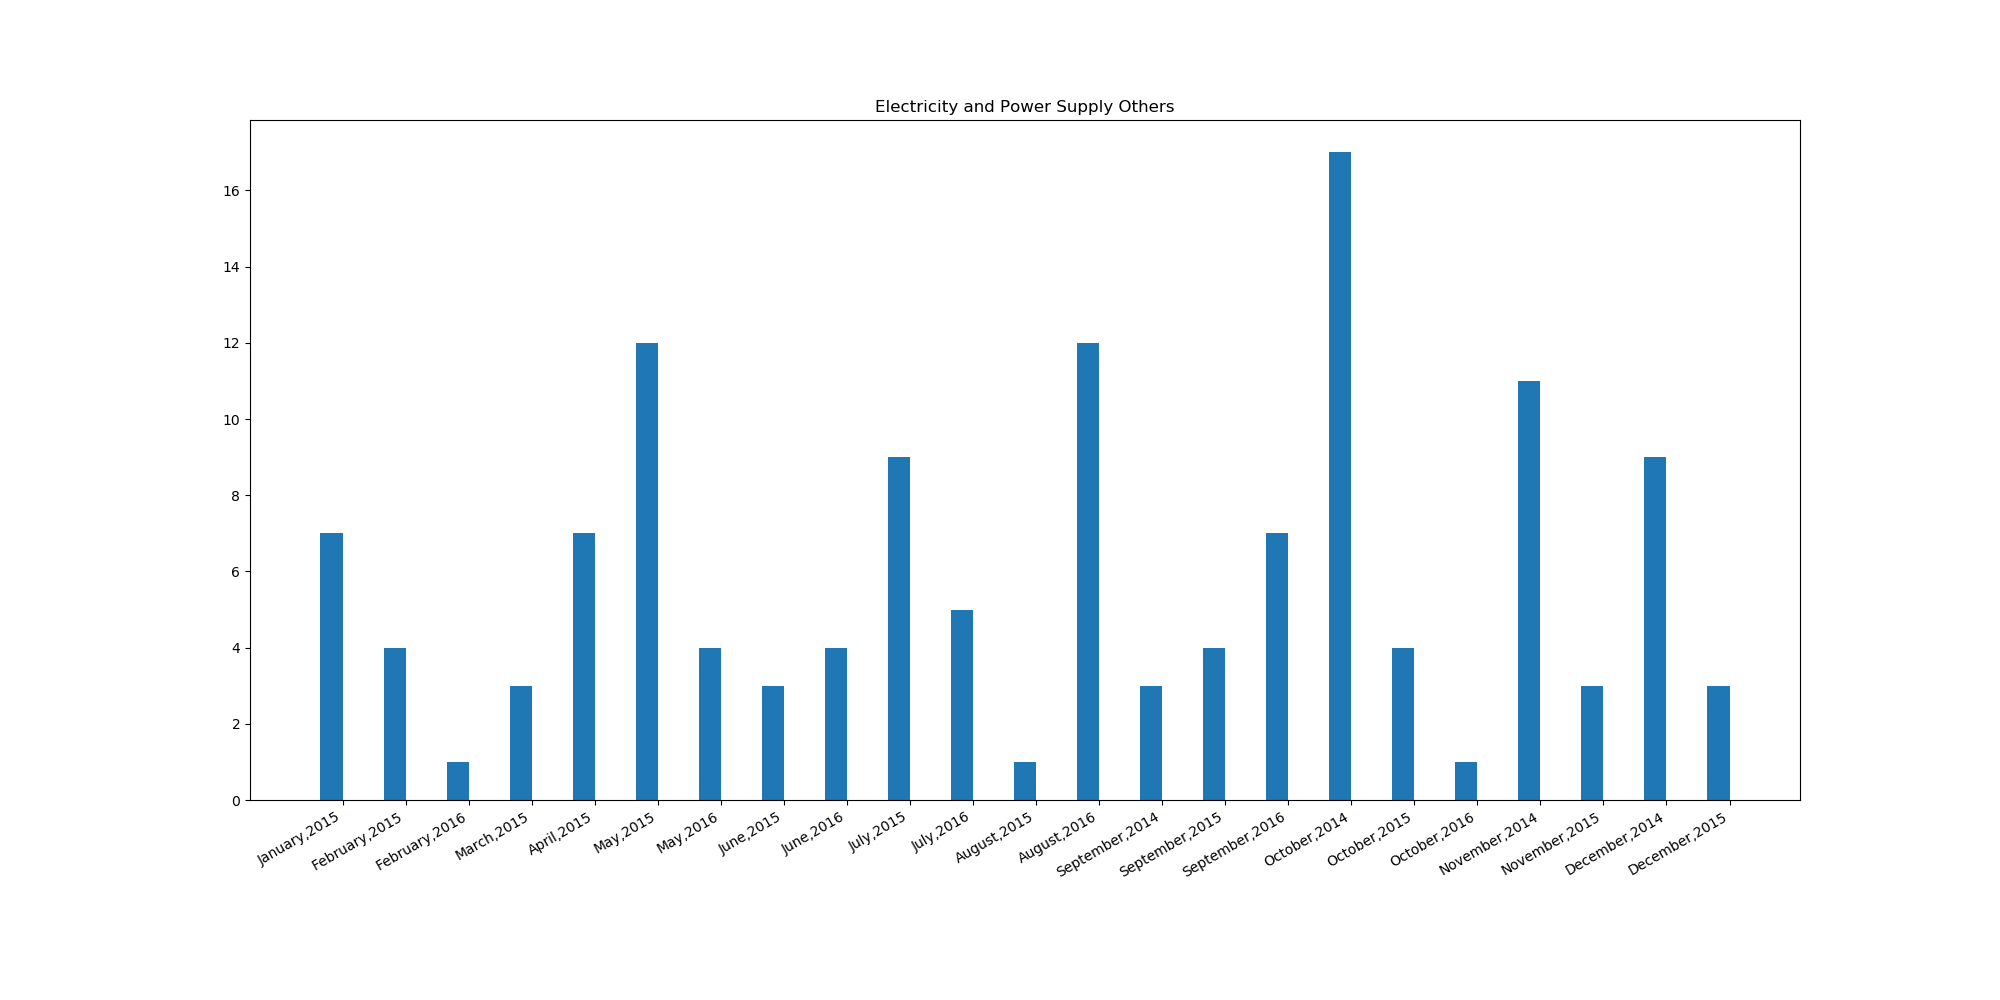 Electricity and Power Supply Others
16
14
12
10
8
6
4
2
0
January,2015
February,2015
February,2016
March,2015
April,2015
May,2015
May,2016
June,2015
June,2016
July,2015
July,2016
August,2015
August,2016
September,2014
September,2015
September,2016
October,2014
October,2015
October,2016
November,2014
November,2015
December,2014
December,2015